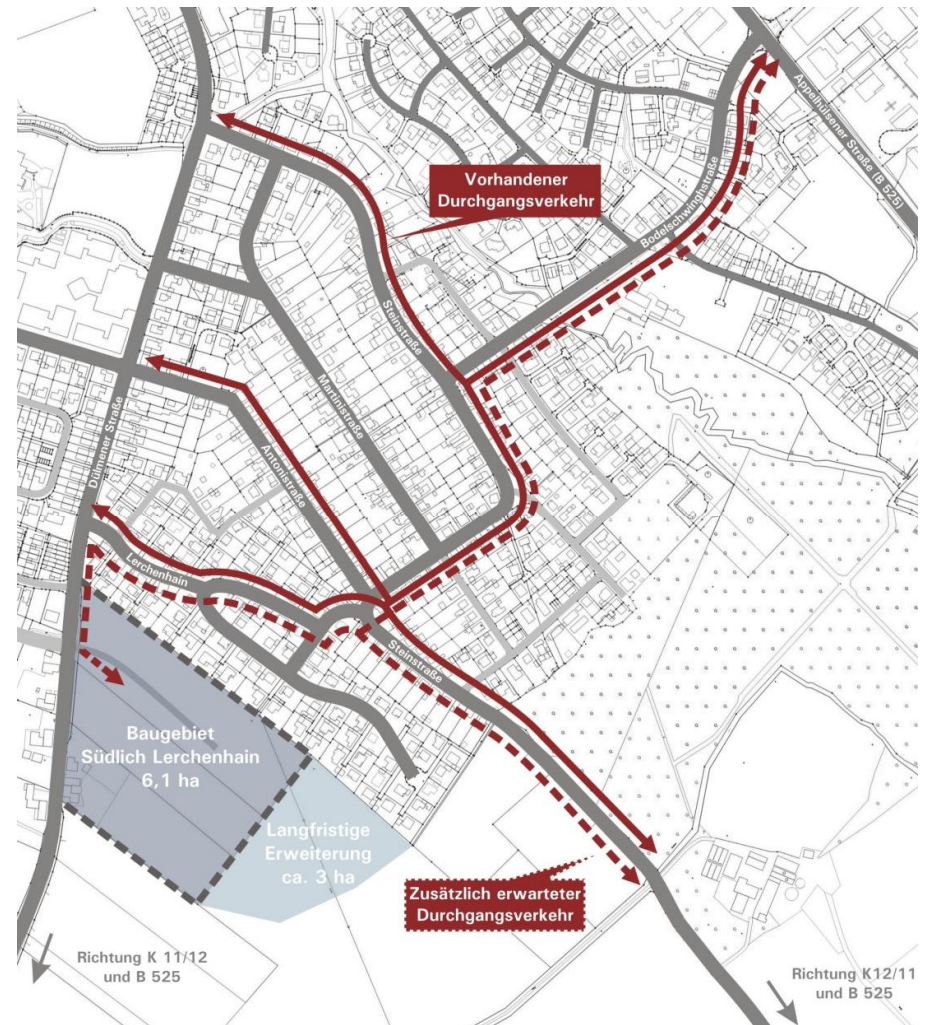 Appelhülsener Straße (B 525)
Vorhandener
Durchgangsverkehr
Bodelschwinghstraße
Steinstraße
Martinistraße
Antonistraße
Dülmener Straße
Lerchenhain
Steinstraße
Baugebiet
Südlich Lerchenhain
6,1 ha
Langfristige
Erweiterung
ca. 3 ha
Zusätzlich erwarteter
Durchgangsverkehr
Richtung K 11/12
und B 525
Richtung K12/11
und B 525